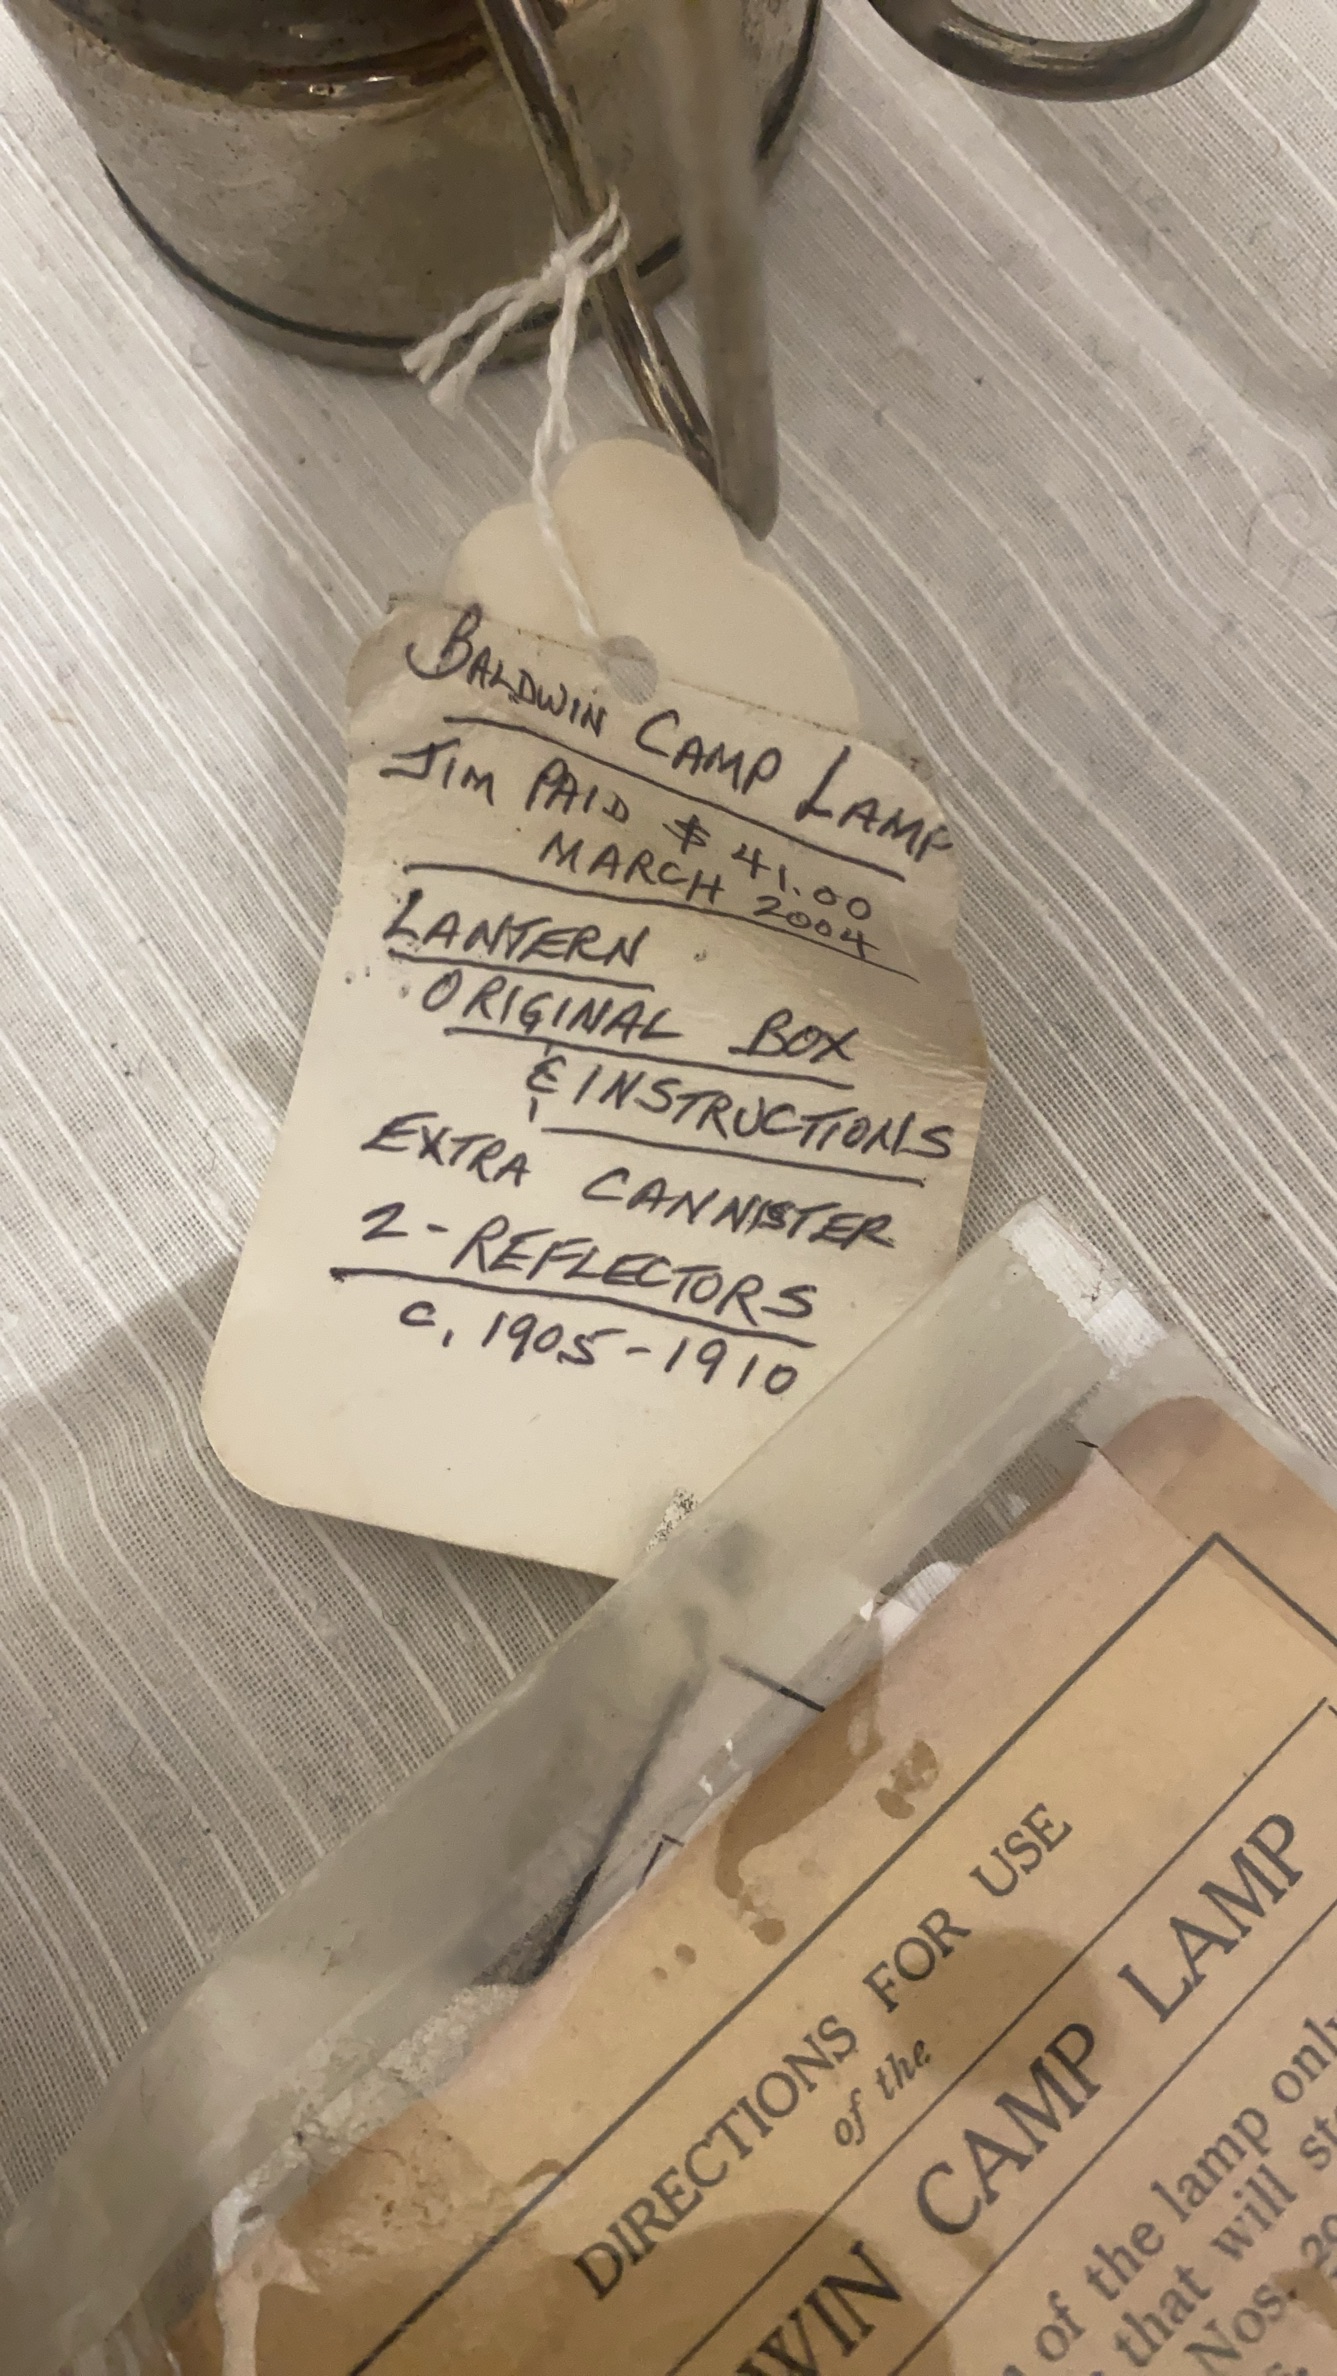 BALDWIN CAMP LAMP
JIM PAID $41.00
MARCH 2004
LANTERN
ORIGINAL BOX
& INSTRUCTIONS
EXTRA CANNISTER
2-REFLECTORS
c. 1905-1910
DIRECTIONS FOR USE
of the
WIN CAMP LAMP
of the lamp only
that will
Nos.